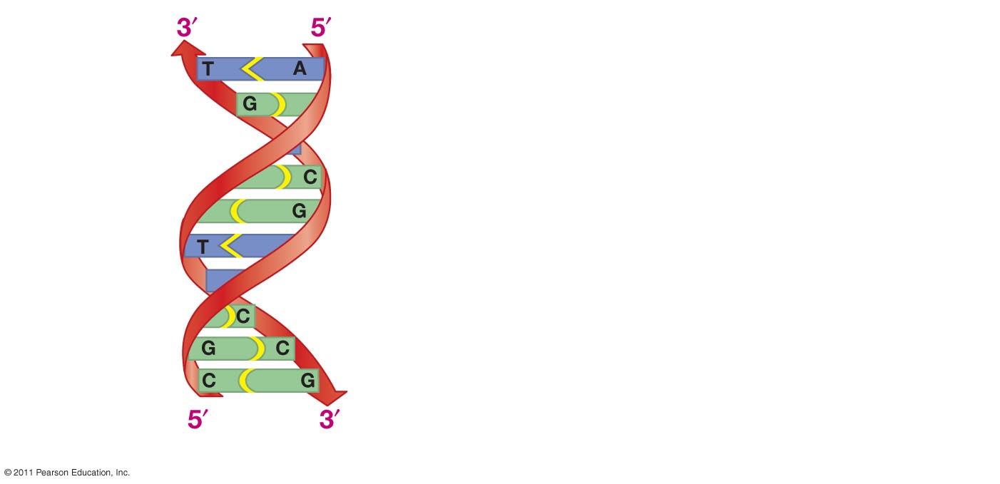 3′ 5′
T A
G
C
G
T
C
G C
C G
5′ 3′
© 2011 Pearson Education, Inc.